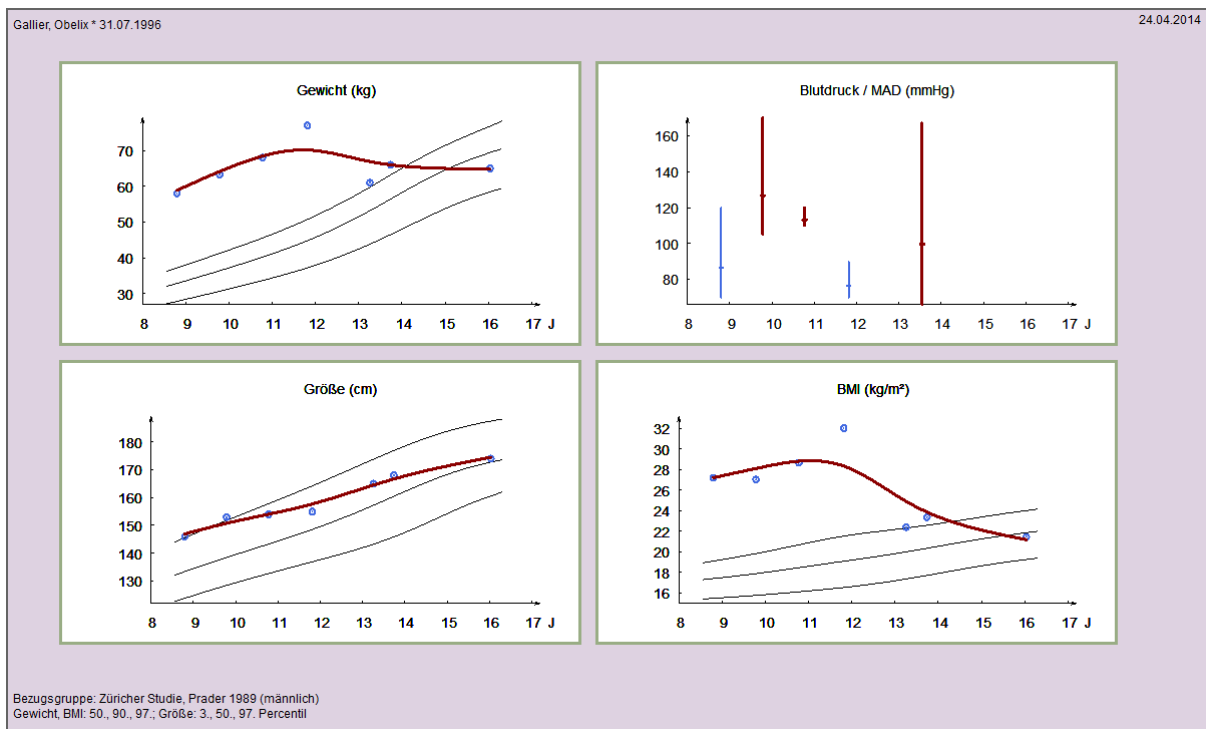 Gallier, Obelix * 31.07.1996
24.04.2014
Gewicht (kg)
70
60
50
40
30
8 9 10 11 12 13 14 15 16 17 J
Blutdruck / MAD (mmHg)
160
140
120
100
80
8 9 10 11 12 13 14 15 16 17 J
Größe (cm)
180
170
160
150
140
130
8 9 10 11 12 13 14 15 16 17 J
BMI (kg/m²)
32
30
28
26
24
22
20
18
16
8 9 10 11 12 13 14 15 16 17 J
Bezugsgruppe: Züricher Studie, Prader 1989 (männlich)
Gewicht, BMI: 50., 90., 97.; Größe: 3., 50., 97. Percentil